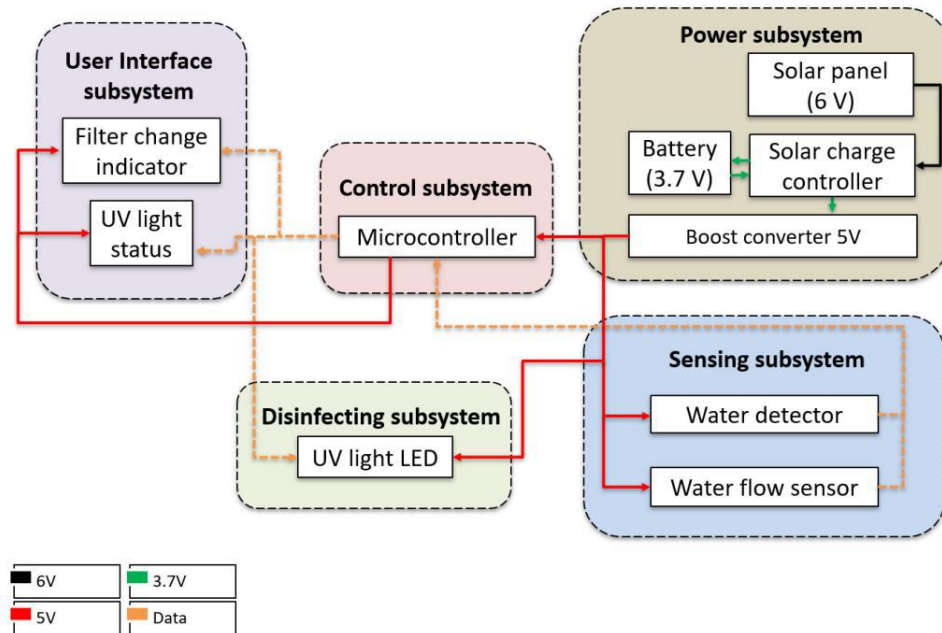 User Interface
subsystem
Filter change
indicator
UV light
status
Control subsystem
Microcontroller
Power subsystem
Solar panel
(6 V)
Battery
(3.7 V)
Solar charge
controller
Boost converter 5V
Disinfecting subsystem
UV light LED
Sensing subsystem
Water detector
Water flow sensor
6V
3.7V
5V
Data